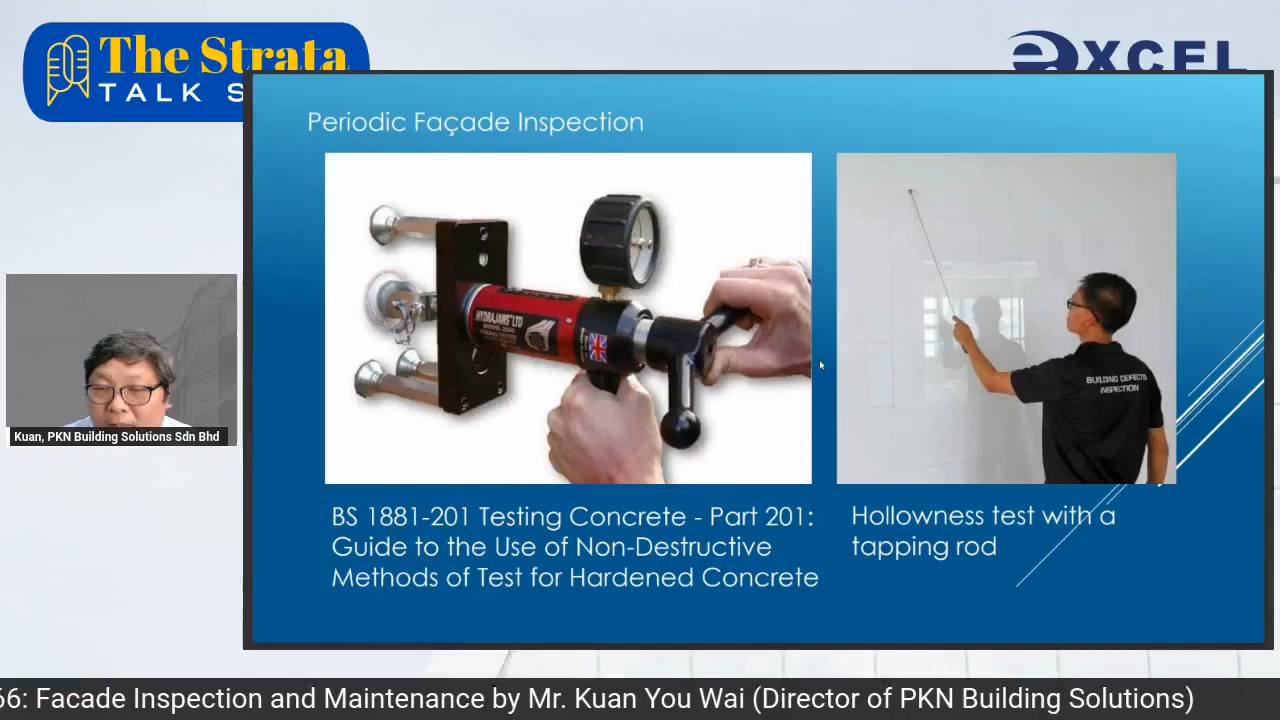 The Strata
TALK S
EXCEL
Periodic Façade Inspection
HYDRAJAWS LTD
MODEL 2000
BUILDING DEFECTS
INSPECTION
BS 1881-201 Testing Concrete - Part 201:
Guide to the Use of Non-Destructive
Methods of Test for Hardened Concrete
Hollowness test with a
tapping rod
Kuan, PKN Building Solutions Sdn Bhd
66: Facade Inspection and Maintenance by Mr. Kuan You Wai (Director of PKN Building Solutions)